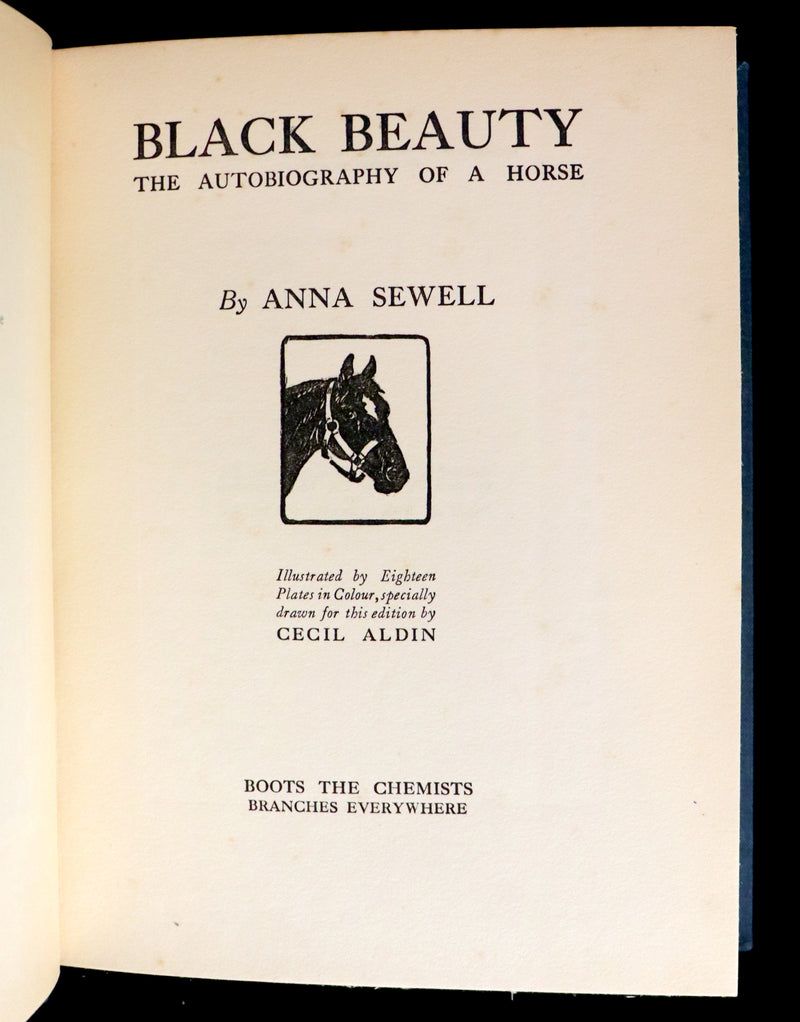 BLACK BEAUTY
THE AUTOBIOGRAPHY OF A HORSE
By ANNA SEWELL
Illustrated by Eighteen
Plates in Colour, specially
drawn for this edition by
CECIL ALDIN
BOOTS THE CHEMISTS
BRANCHES EVERYWHERE